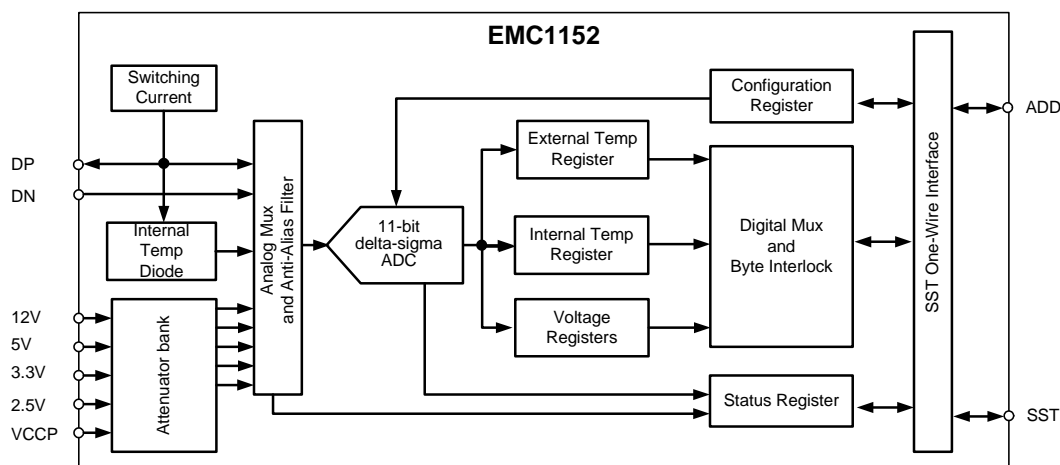 EMC1152
Switching
Current
Configuration
Register
ADD
DP
DN
External Temp
Register
Analog Mux
and Anti-Alias Filter
11-bit
delta-sigma
ADC
Internal
Temp
Diode
Internal Temp
Register
Digital Mux
and
Byte Interlock
SST One-Wire Interface
12V
5V
3.3V
2.5V
VCCP
Attenuator bank
Voltage
Registers
Status Register
SST